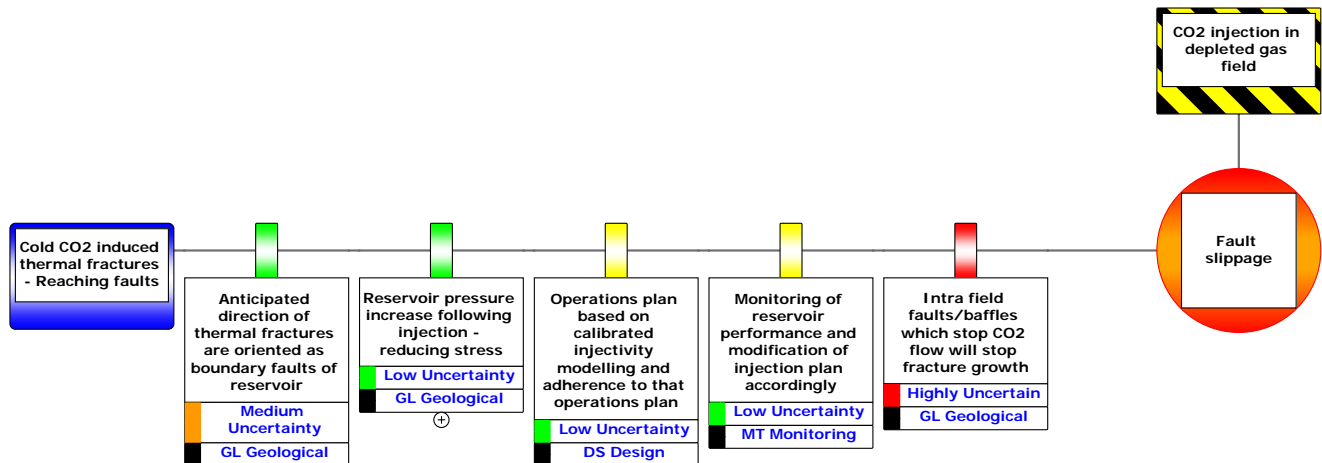 CO2 injection in
depleted gas
field
Cold CO2 induced
thermal fractures
- Reaching faults
Fault
slippage
Anticipated
direction of
thermal fractures
are oriented as
boundary faults of
reservoir
Medium
Uncertainty
GL Geological
Reservoir pressure
increase following
injection -
reducing stress
Low Uncertainty
GL Geological
Operations plan
based on
calibrated
injectivity
modelling and
adherence to that
operations plan
Low Uncertainty
DS Design
Monitoring of
reservoir
performance and
modification of
injection plan
accordingly
Low Uncertainty
MT Monitoring
Intra field
faults/baffles
which stop CO2
flow will stop
fracture growth
Highly Uncertain
GL Geological